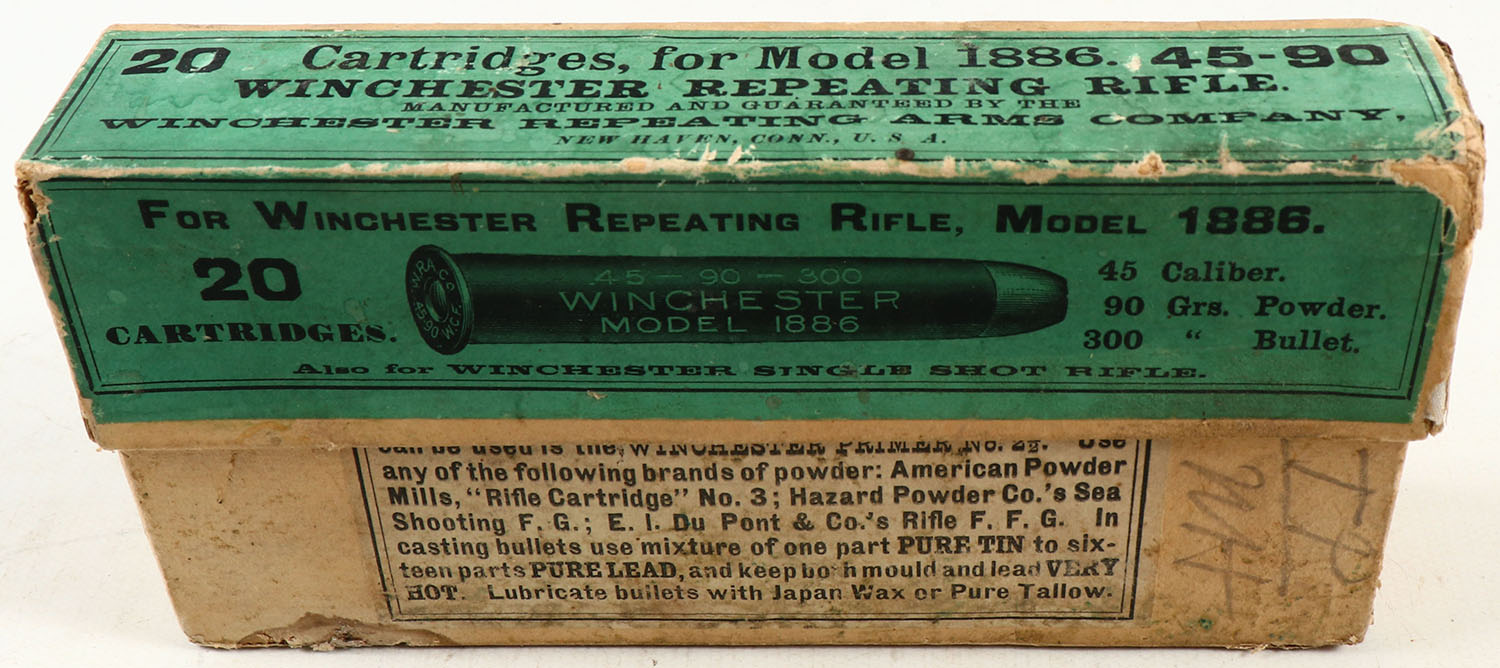 20 Cartridges, for Model 1886. 45-90
WINCHESTER REPEATING RIFLE.
MANUFACTURED AND GUARANTEED BY THE
WINCHESTER REPEATING ARMS COMPANY,
NEW HAVEN, CONN., U. S. A.
FOR WINCHESTER REPEATING RIFLE, MODEL 1886.
20
CARTRIDGES.
W.R.A. Co.
45-90 W.C.F.
.45-90-300
WINCHESTER
MODEL 1886
45 Caliber.
90 Grs. Powder.
300 " Bullet.
Also for WINCHESTER SINGLE SHOT RIFLE.
can be used is the WINCHESTER PRIMER No. 2½. Use
any of the following brands of powder: American Powder
Mills, "Rifle Cartridge" No. 3; Hazard Powder Co.'s Sea
Shooting F. G.; E. I. Du Pont & Co.'s Rifle F. F. G. In
casting bullets use mixture of one part PURE TIN to six-
teen parts PURE LEAD, and keep both mould and lead VERY
HOT. Lubricate bullets with Japan Wax or Pure Tallow.